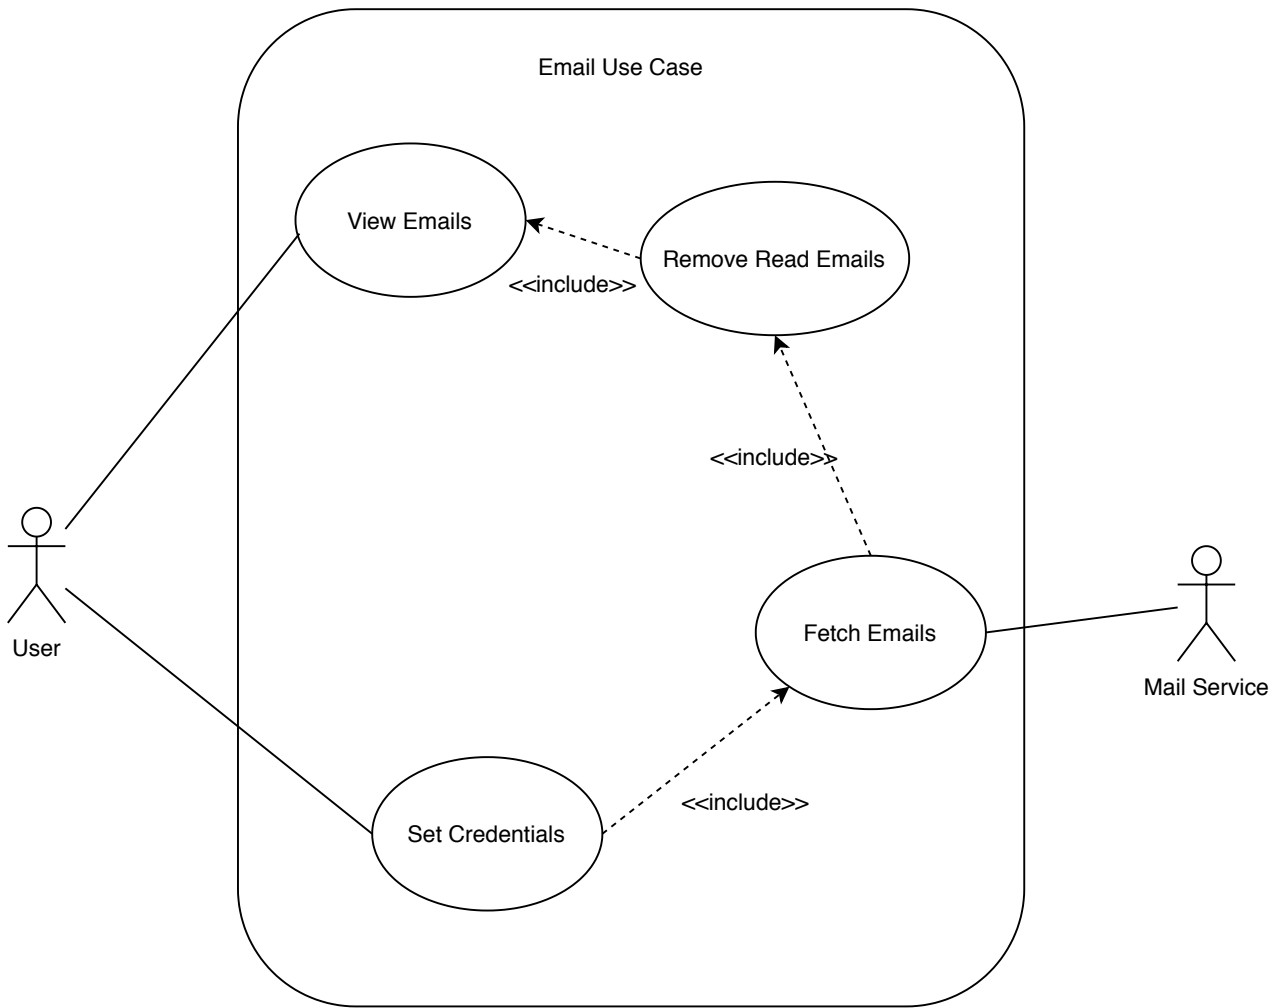 Email Use Case
View Emails
Remove Read Emails
<<include>>
<<include>>
Fetch Emails
User
Mail Service
<<include>>
Set Credentials